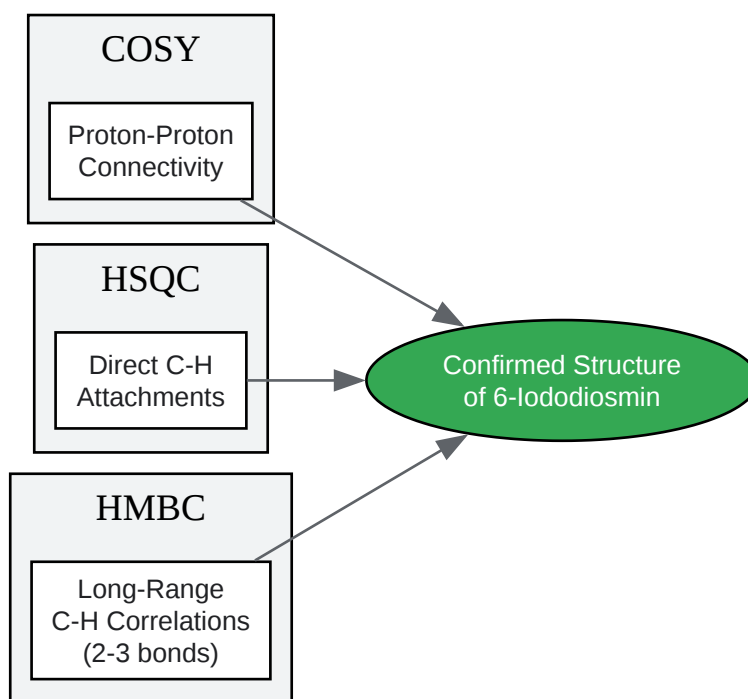 COSY
Proton-Proton
Connectivity
HSQC
Direct C-H
Attachments
HMBC
Long-Range
C-H Correlations
(2-3 bonds)
Confirmed Structure
of 6-Iododiosmin